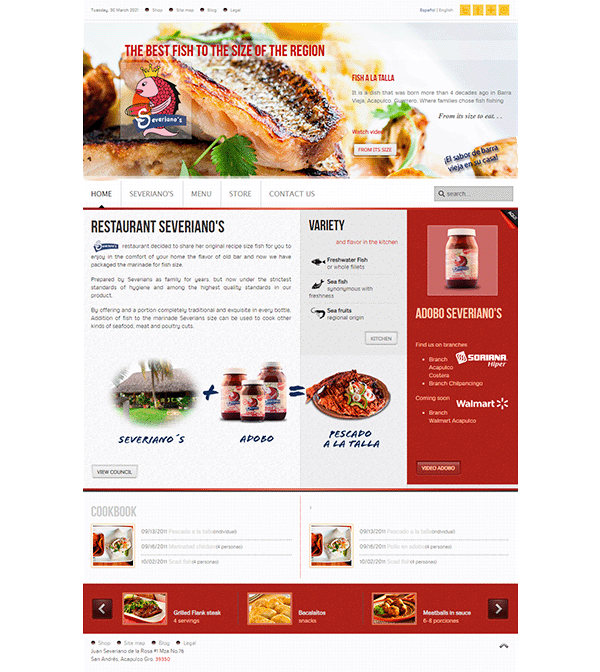 Tuesday, 30 March 2021
Shop
Site map
Blog
Legal
Español | English
THE BEST FISH TO THE SIZE OF THE REGION
Severiano's
FISH A LA TALLA
It is a dish that was born more than 4 decades ago in Barra
Vieja, Acapulco, Guerrero. Where families chose fish fishing
From its size to eat. . .
Watch video
FROM ITS SIZE
¡El sabor de barra
vieja en su casa!
HOME
SEVERIANO'S
MENU
STORE
CONTACT US
search...
RESTAURANT SEVERIANO'S
restaurant decided to share her original recipe size fish for you to
enjoy in the comfort of your home the flavor of old bar and now we have
packaged the marinade for fish size.
Prepared by Severians as family for years, but now under the strictest
standards of hygiene and among the highest quality standards in our
product.
By offering and a portion completely traditional and exquisite in every bottle.
Addition of fish to the marinade Severians size can be used to cook other
kinds of seafood, meat and poultry cuts.
SEVERIANO´S
+
ADOBO
=
PESCADO
A LA TALLA
VIEW COUNCIL
VARIETY
and flavor in the kitchen
Freshwater Fish
or whole fillets
Sea fish
synonymous with
freshness
Sea fruits
regional origin
KITCHEN
AQUI
ADOBO SEVERIANO'S
Find us on branches
SORIANA
Hiper
Branch
Acapulco
Costera
Branch Chilpancingo
Coming soon
Walmart
Branch
Walmart Acapulco
VIDEO ADOBO
COOKBOOK
09/13/2011 Pescado a la talla(individual)
09/16/2011 Marinated chicken(4 personas)
10/02/2011 Scad fish(4 personas)
09/13/2011 Pescado a la talla(individual)
09/16/2011 Pollo en adobo(4 personas)
10/02/2011 Scad fish(4 personas)
Grilled Flank steak
4 servings
Bacalaitos
snacks
Meatballs in sauce
6-8 porciones
Shop
Site map
Blog
Legal
Juan Severiano de la Rosa #1 Mza No.76
San Andrés, Acapulco Gro. 39350